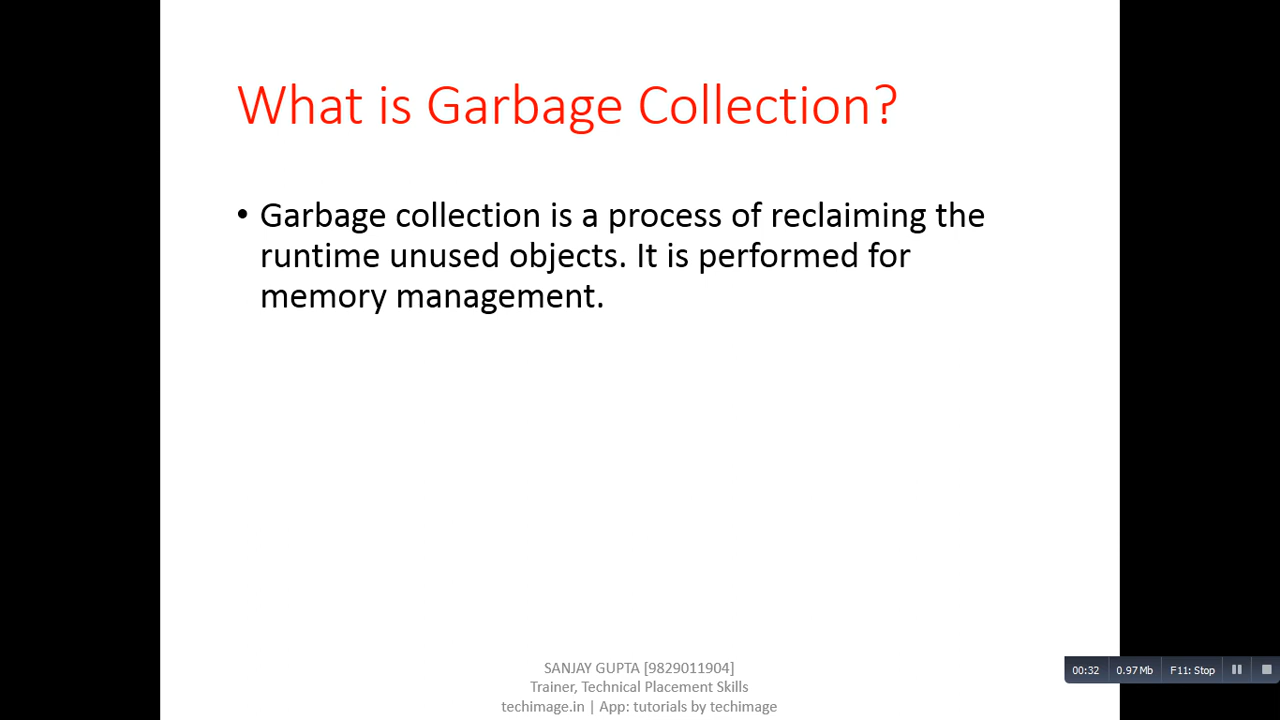 What is Garbage Collection?
• Garbage collection is a process of reclaiming the
runtime unused objects. It is performed for
memory management.
SANJAY GUPTA [9829011904]
Trainer, Technical Placement Skills
techimage.in | App: tutorials by techimage
00:32 0.97 Mb F11: Stop